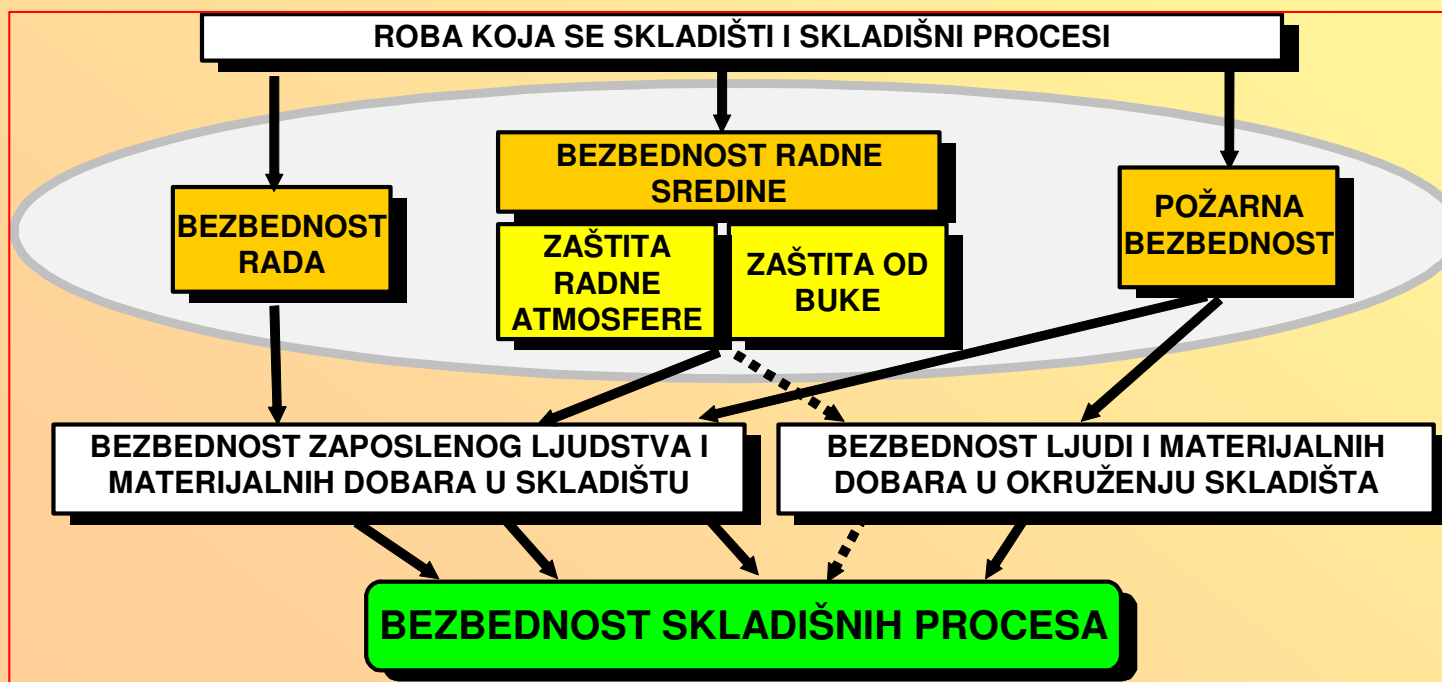 ROBA KOJA SE SKLADIŠTI I SKLADIŠNI PROCESI
BEZBEDNOST
RADA
BEZBEDNOST RADNE
SREDINE
ZAŠTITA
RADNE
ATMOSFERE
ZAŠTITA OD
BUKE
POŽARNA
BEZBEDNOST
BEZBEDNOST ZAPOSLENOG LJUDSTVA I
MATERIJALNIH DOBARA U SKLADIŠTU
BEZBEDNOST LJUDI I MATERIJALNIH
DOBARA U OKRUŽENJU SKLADIŠTA
BEZBEDNOST SKLADIŠNIH PROCESA